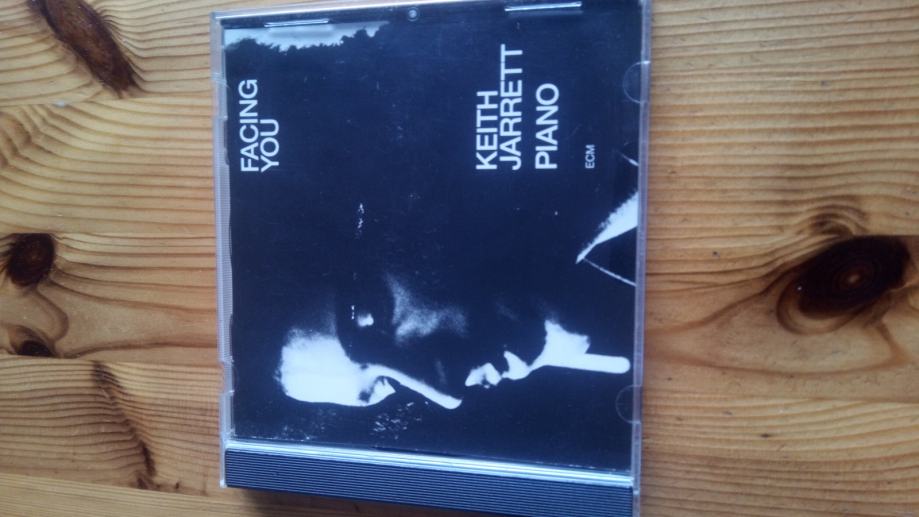 FACING
YOU
KEITH
JARRETT
PIANO
ECM